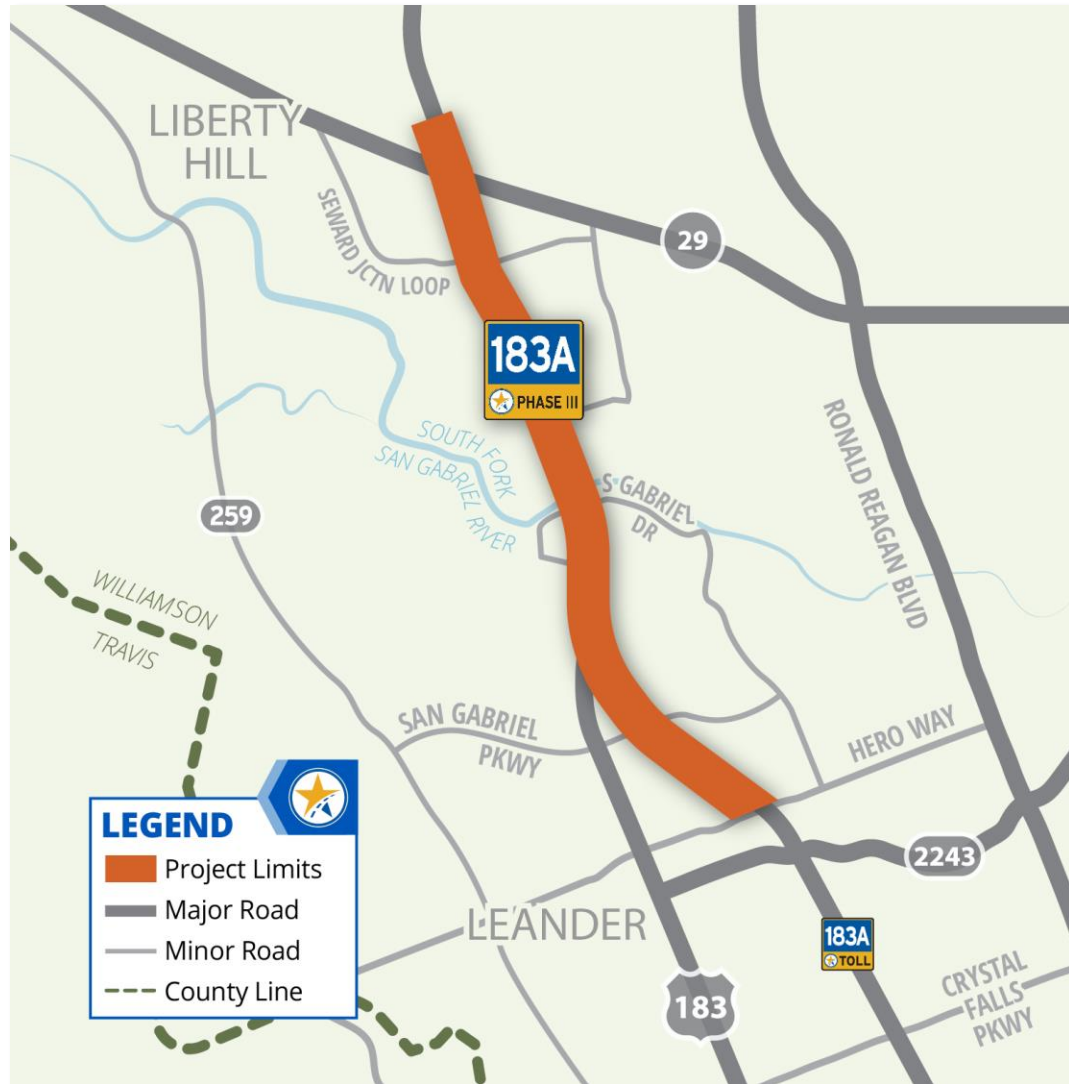 LIBERTY
HILL
SEWARD JCTN LOOP
29
183A
PHASE III
SOUTH FORK
SAN GABRIEL RIVER
S GABRIEL
DR
RONALD REAGAN BLVD
259
WILLIAMSON
TRAVIS
SAN GABRIEL
PKWY
HERO WAY
LEGEND
Project Limits
Major Road
Minor Road
County Line
2243
LEANDER
183A
TOLL
183
CRYSTAL
FALLS
PKWY